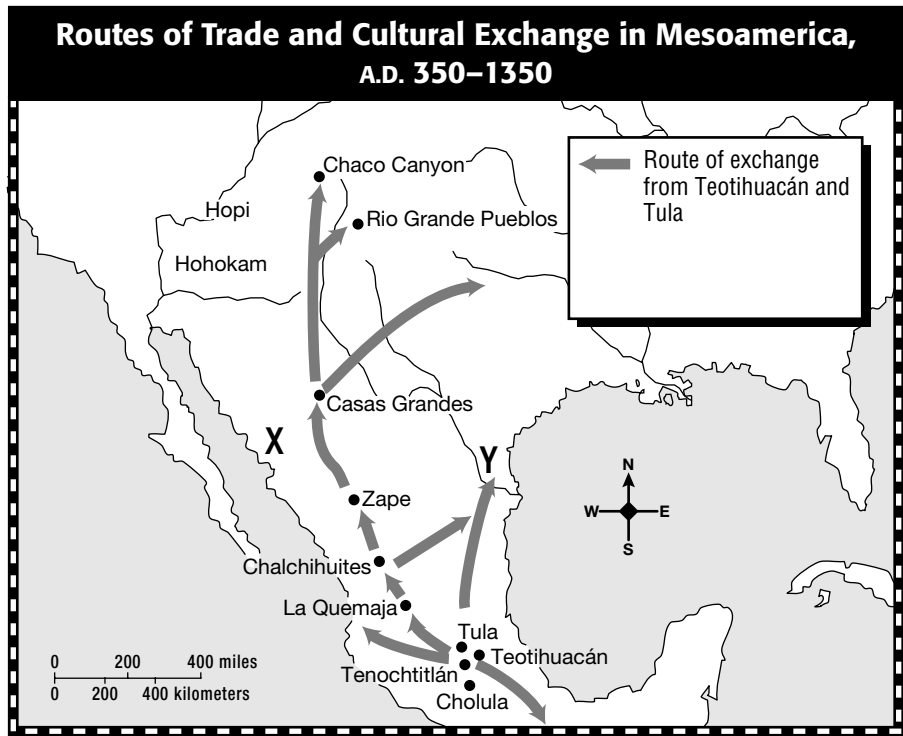 Routes of Trade and Cultural Exchange in Mesoamerica,
A.D. 350–1350
Route of exchange
from Teotihuacán and
Tula
Chaco Canyon
Hopi
Rio Grande Pueblos
Hohokam
Casas Grandes
X
Y
N
W
E
S
Zape
Chalchihuites
La Quemaja
Tula
Teotihuacán
Tenochtitlán
Cholula
0 200 400 miles
0 200 400 kilometers